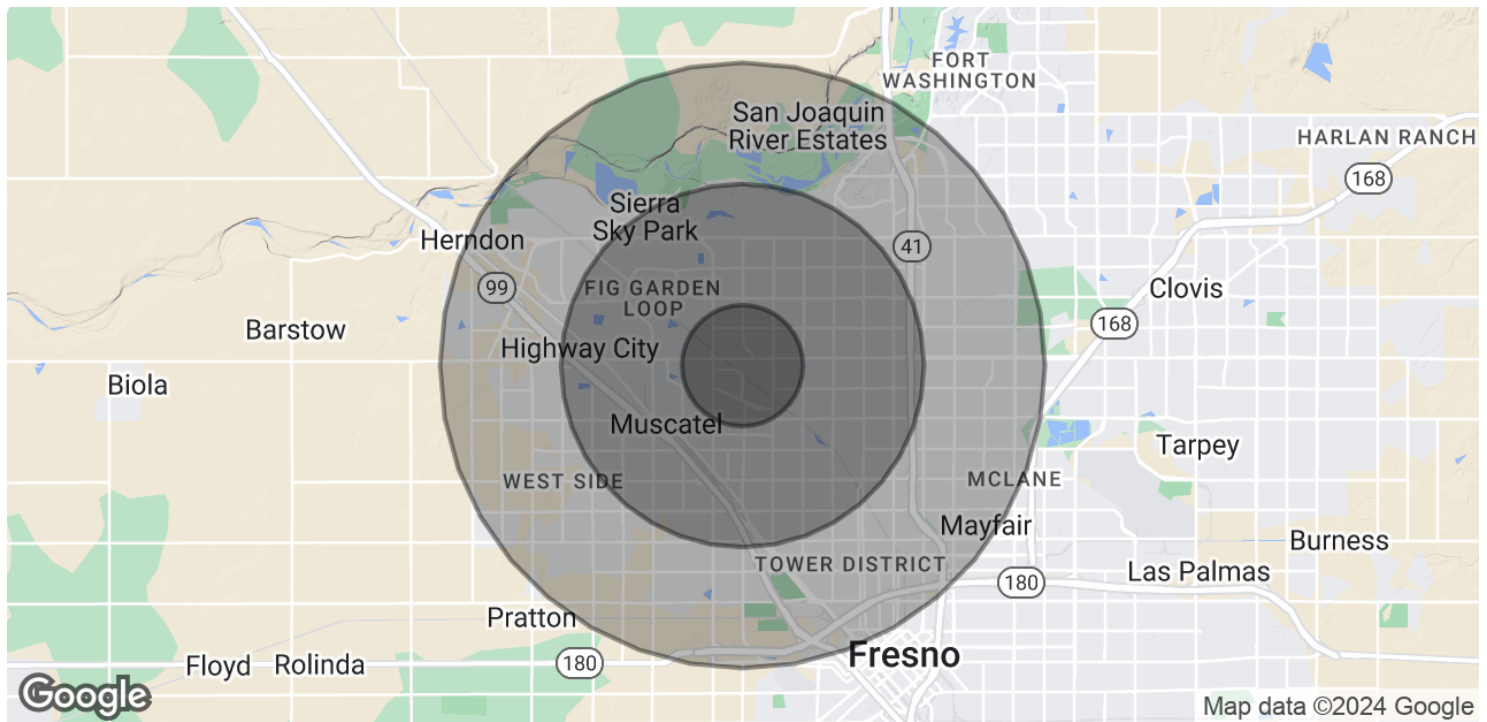 FORT
WASHINGTON
San Joaquin
River Estates
HARLAN RANCH
168
Sierra
Sky Park
Herndon
41
99
FIG GARDEN
LOOP
Clovis
168
Barstow
Highway City
Biola
Muscatel
Tarpey
WEST SIDE
MCLANE
Mayfair
Burness
TOWER DISTRICT
Las Palmas
180
Pratton
Fresno
Floyd
Rolinda
180
Google
Map data ©2024 Google